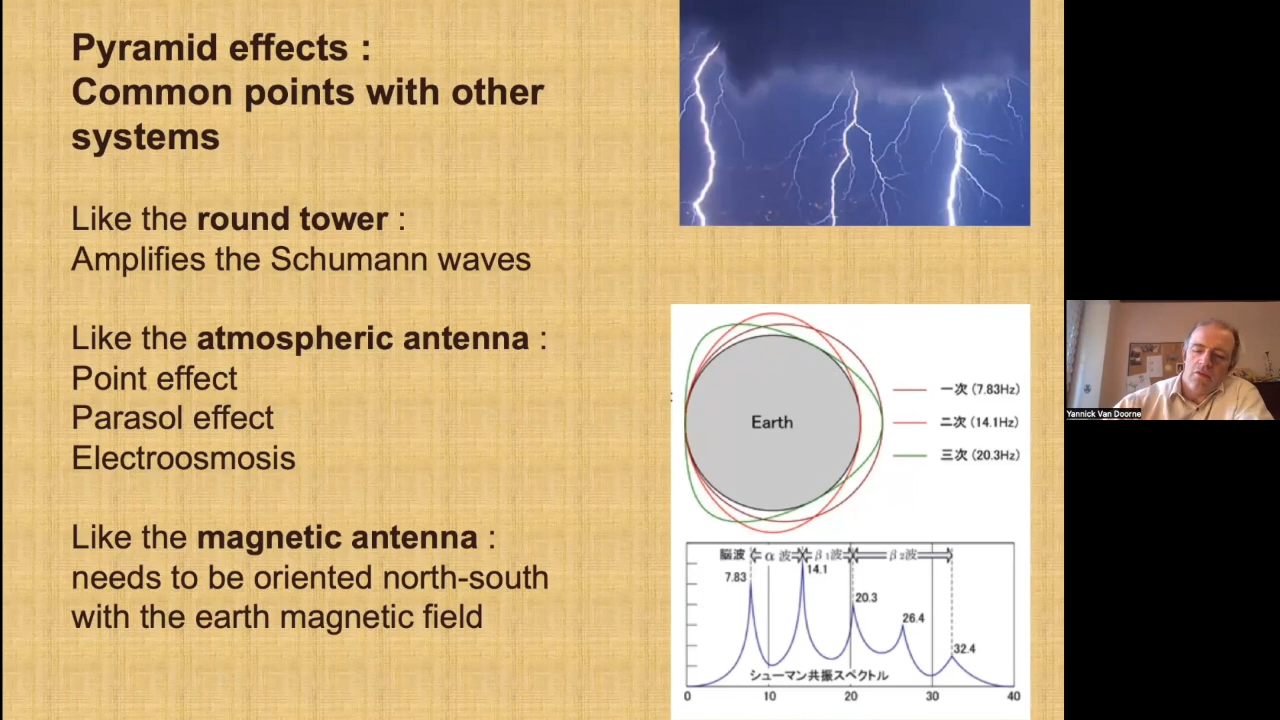 Pyramid effects :
Common points with other
systems
Like the round tower :
Amplifies the Schumann waves
Like the atmospheric antenna :
Point effect
Parasol effect
Electroosmosis
Like the magnetic antenna :
needs to be oriented north-south
with the earth magnetic field
Earth
一次 (7.83Hz)
二次 (14.1Hz)
三次 (20.3Hz)
脳波 α波 β1波 β2波
7.83
14.1
20.3
26.4
32.4
シューマン共振スペクトル
0 10 20 30 40
Yannick Van Doorne